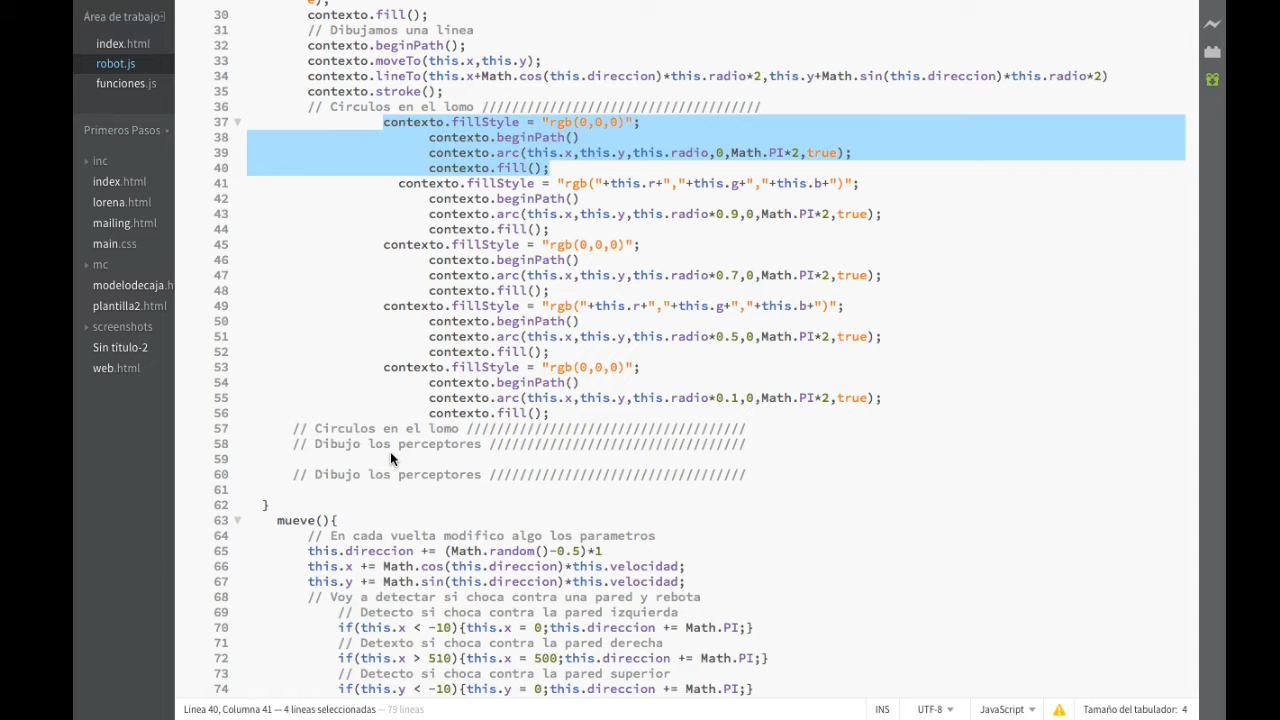 Área de trabajo
index.html
robot.js
funciones.js
Primeros Pasos
inc
index.html
lorena.html
mailing.html
main.css
mc
modelodecaja.h
plantilla2.html
screenshots
Sin título-2
web.html
30 contexto.fill();
31 // Dibujamos una linea
32 contexto.beginPath();
33 contexto.moveTo(this.x,this.y);
34 contexto.lineTo(this.x+Math.cos(this.direccion)*this.radio*2,this.y+Math.sin(this.direccion)*this.radio*2)
35 contexto.stroke();
36 // Circulos en el lomo /////////////////////////////////////
37 contexto.fillStyle = "rgb(0,0,0)";
38 contexto.beginPath()
39 contexto.arc(this.x,this.y,this.radio,0,Math.PI*2,true);
40 contexto.fill();
41 contexto.fillStyle = "rgb("+this.r+","+this.g+","+this.b+")";
42 contexto.beginPath()
43 contexto.arc(this.x,this.y,this.radio*0.9,0,Math.PI*2,true);
44 contexto.fill();
45 contexto.fillStyle = "rgb(0,0,0)";
46 contexto.beginPath()
47 contexto.arc(this.x,this.y,this.radio*0.7,0,Math.PI*2,true);
48 contexto.fill();
49 contexto.fillStyle = "rgb("+this.r+","+this.g+","+this.b+")";
50 contexto.beginPath()
51 contexto.arc(this.x,this.y,this.radio*0.5,0,Math.PI*2,true);
52 contexto.fill();
53 contexto.fillStyle = "rgb(0,0,0)";
54 contexto.beginPath()
55 contexto.arc(this.x,this.y,this.radio*0.1,0,Math.PI*2,true);
56 contexto.fill();
57 // Circulos en el lomo /////////////////////////////////////
58 // Dibujo los perceptores //////////////////////////////////
59
60 // Dibujo los perceptores //////////////////////////////////
61
62 }
63 mueve(){
64 // En cada vuelta modifico algo los parametros
65 this.direccion += (Math.random()-0.5)*1
66 this.x += Math.cos(this.direccion)*this.velocidad;
67 this.y += Math.sin(this.direccion)*this.velocidad;
68 // Voy a detectar si choca contra una pared y rebota
69 // Detecto si choca contra la pared izquierda
70 if(this.x < -10){this.x = 0;this.direccion += Math.PI;}
71 // Detexto si choca contra la pared derecha
72 if(this.x > 510){this.x = 500;this.direccion += Math.PI;}
73 // Detecto si choca contra la pared superior
74 if(this.y < -10){this.y = 0;this.direccion += Math.PI;}
Línea 40, Columna 41 — 4 líneas seleccionadas — 79 líneas
INS UTF-8 JavaScript Tamaño del tabulador: 4